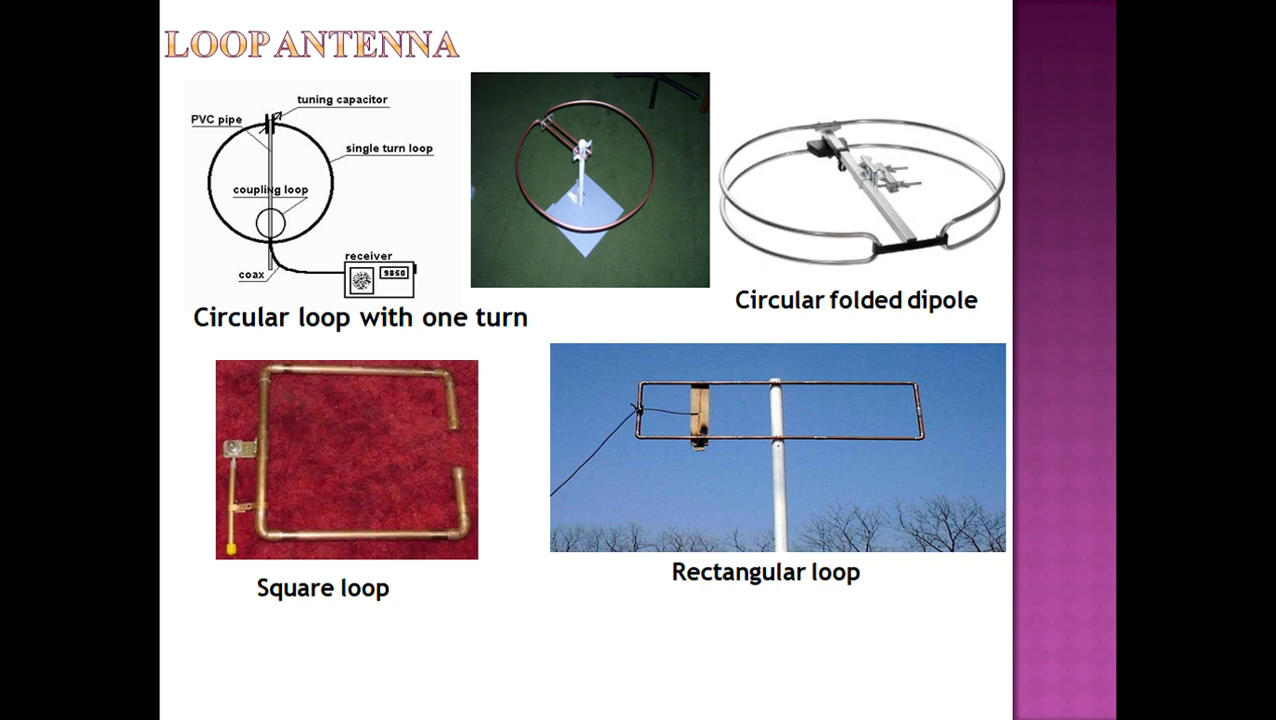 LOOP ANTENNA
tuning capacitor
PVC pipe
single turn loop
coupling loop
receiver
9850
coax
Circular loop with one turn
Circular folded dipole
Square loop
Rectangular loop